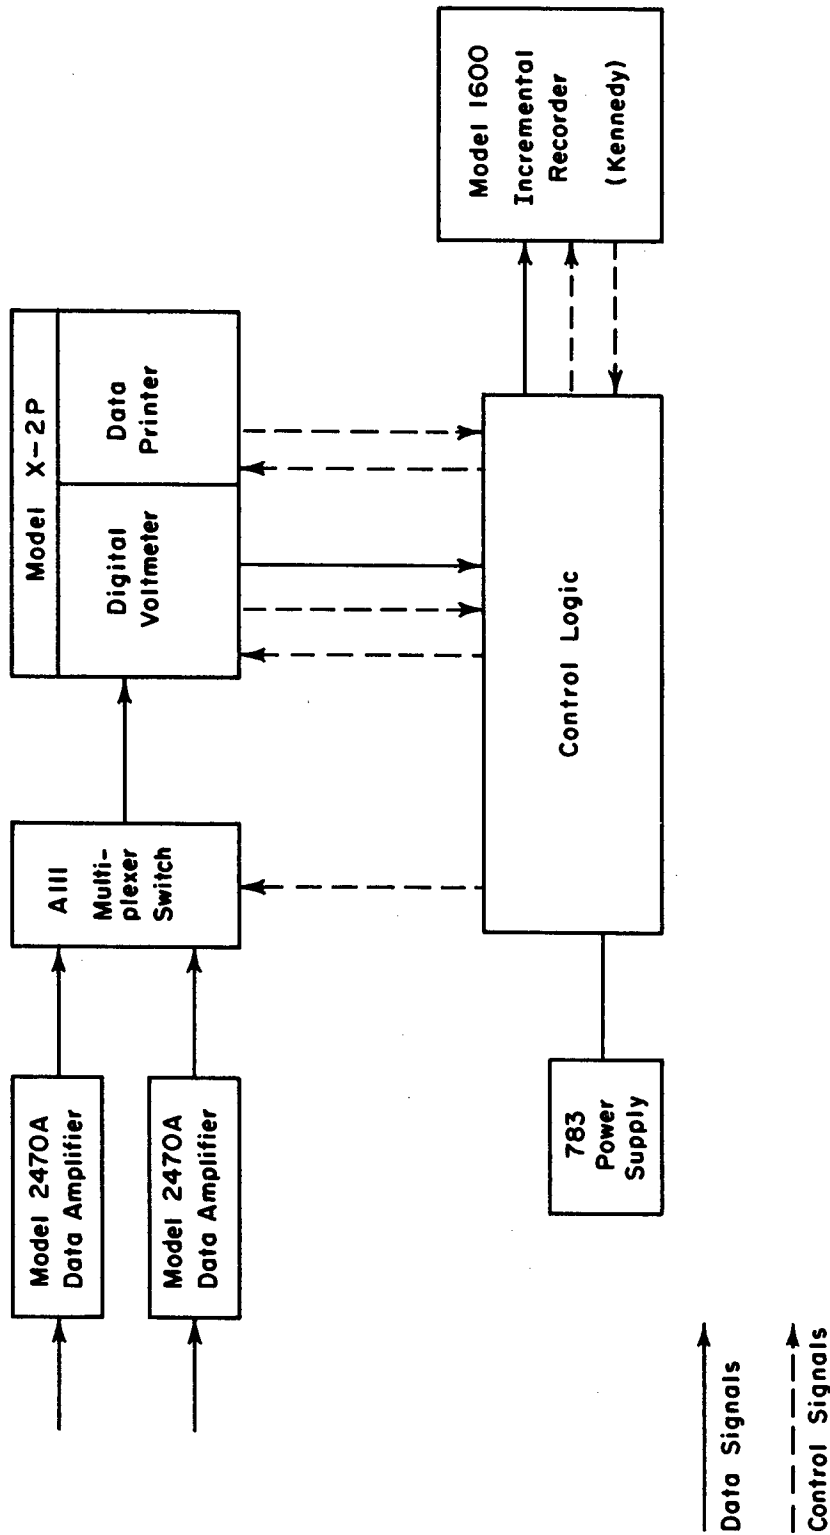 Model 2470A
Data Amplifier
Model 2470A
Data Amplifier
A111
Multi-
plexer
Switch
Model X-2P
Digital
Voltmeter
Data
Printer
783
Power
Supply
Control Logic
Model 1600
Incremental
Recorder
(Kennedy)
Data Signals
Control Signals